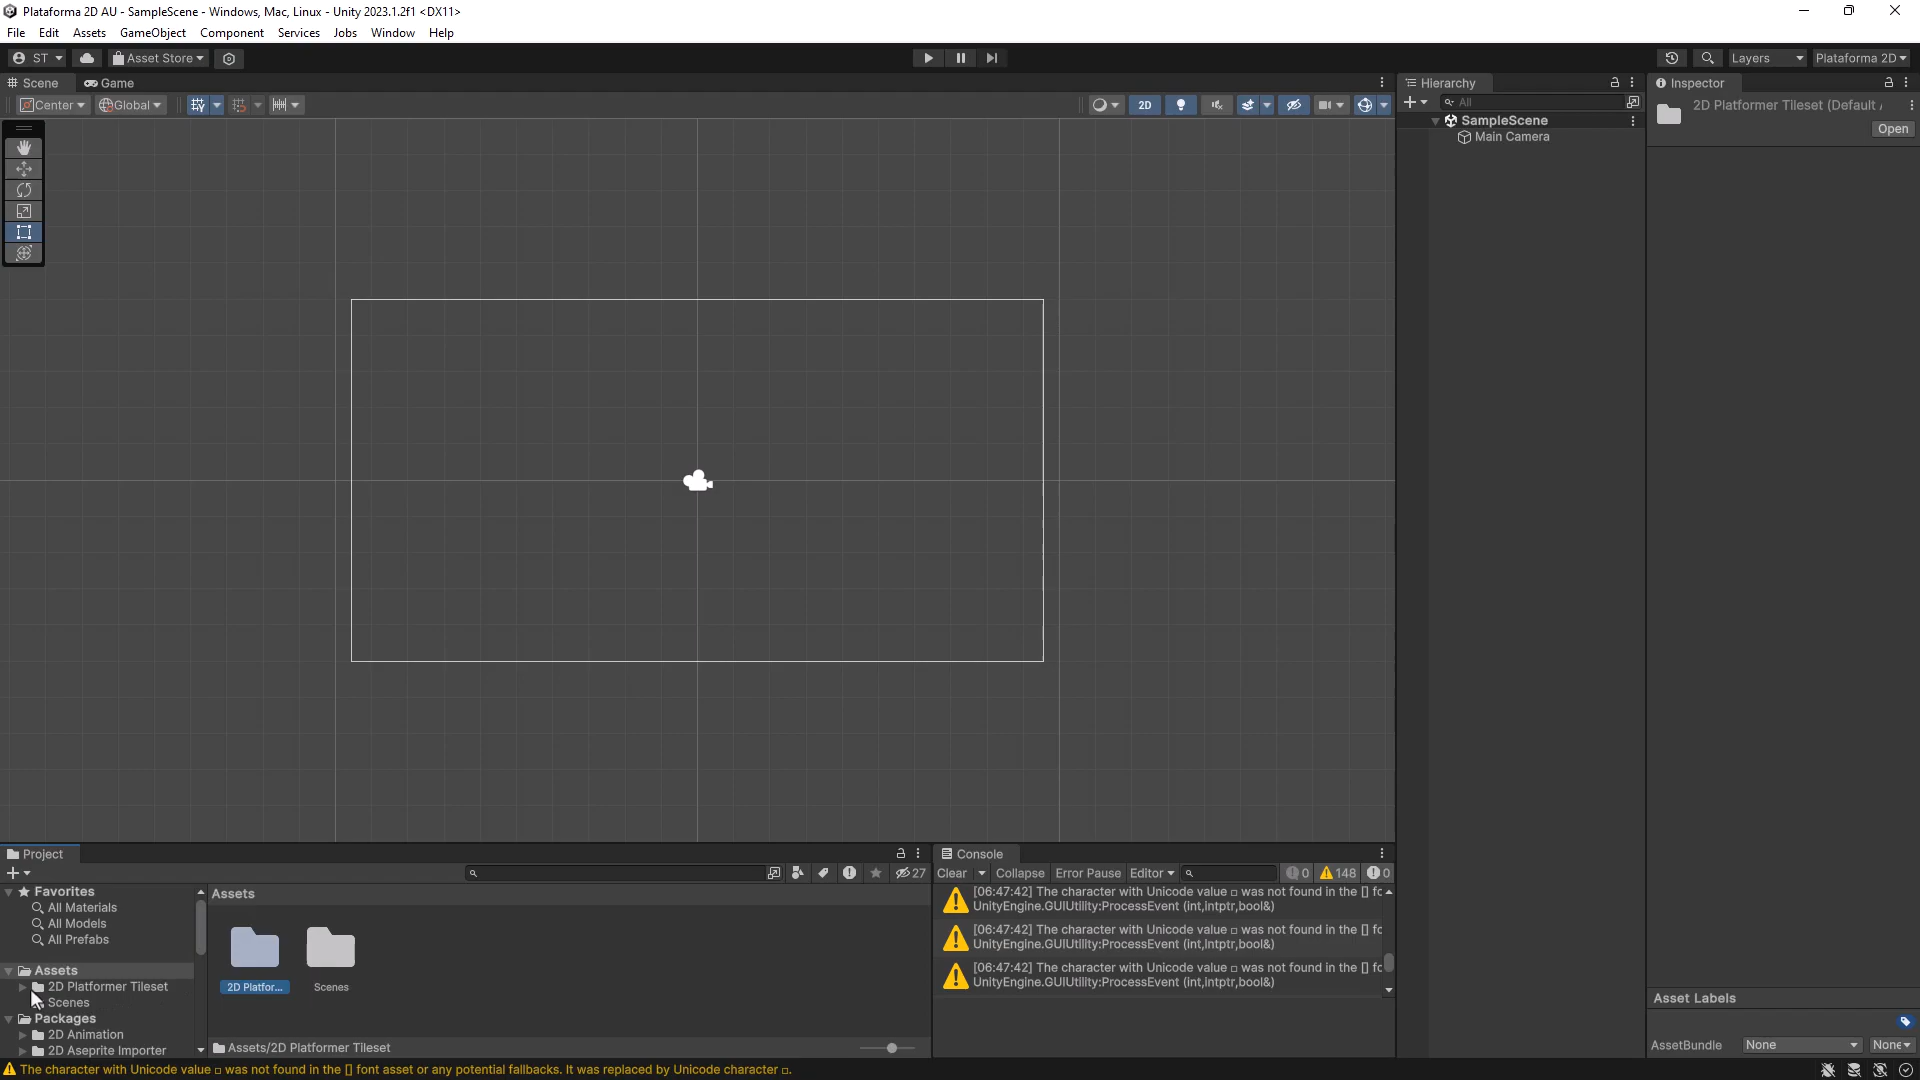 Plataforma 2D AU - SampleScene - Windows, Mac, Linux - Unity 2023.1.2f1 <DX11>
File Edit Assets GameObject Component Services Jobs Window Help
ST Asset Store Layers Plataforma 2D
Scene Game
Center Global 2D
Hierarchy
All
SampleScene
Main Camera
Inspector
2D Platformer Tileset (Default
Open
Project
27
Favorites
All Materials
All Models
All Prefabs
Assets
2D Platformer Tileset
Scenes
Packages
2D Animation
2D Aseprite Importer
Assets
2D Platfor...
Scenes
Assets/2D Platformer Tileset
Console
Clear Collapse Error Pause Editor 0 148 0
[06:47:42] The character with Unicode value □ was not found in the [] fo
UnityEngine.GUIUtility:ProcessEvent (int,intptr,bool&)
[06:47:42] The character with Unicode value □ was not found in the [] fo
UnityEngine.GUIUtility:ProcessEvent (int,intptr,bool&)
[06:47:42] The character with Unicode value □ was not found in the [] fo
UnityEngine.GUIUtility:ProcessEvent (int,intptr,bool&)
Asset Labels
AssetBundle None None
The character with Unicode value □ was not found in the [] font asset or any potential fallbacks. It was replaced by Unicode character □.